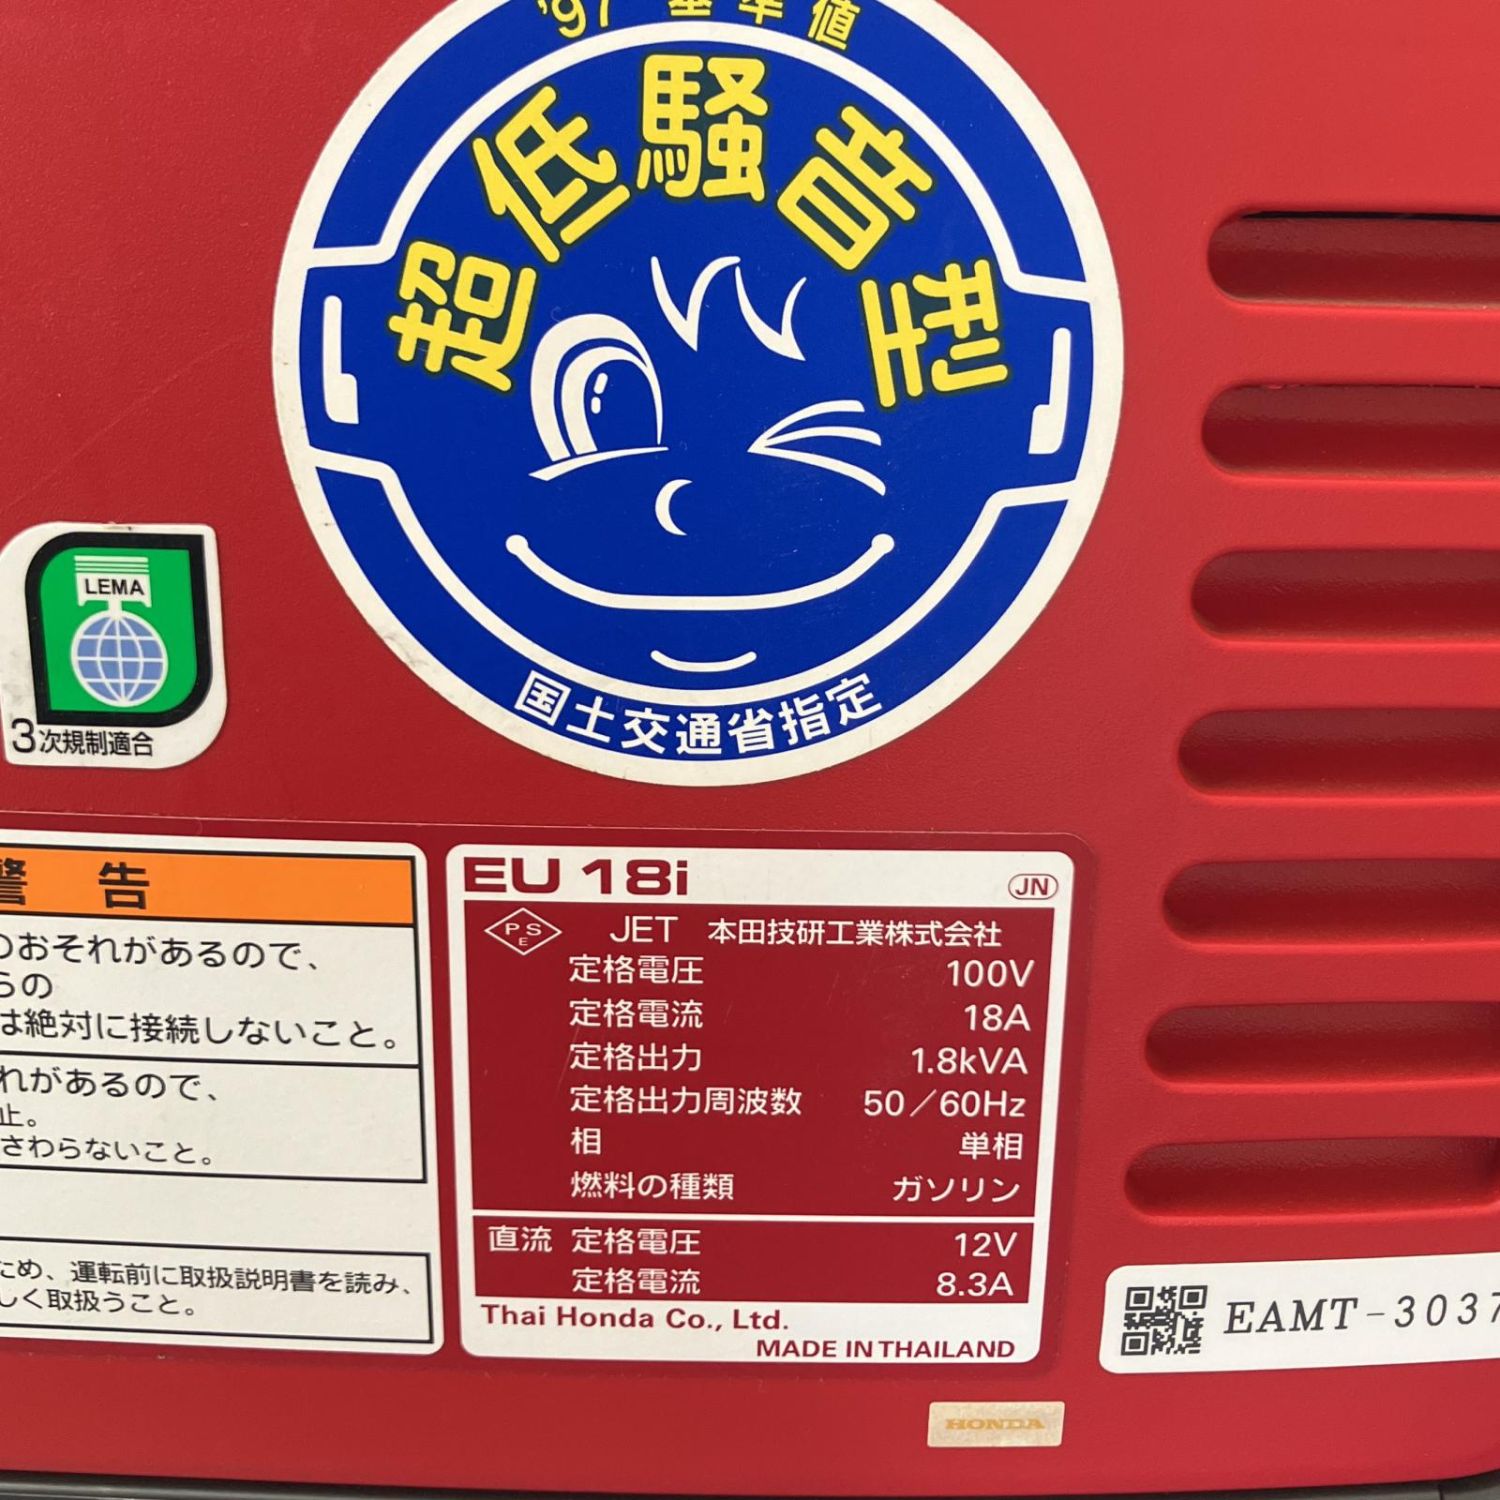 '97 基準値
超低騒音型
国土交通省指定
LEMA
3次規制適合
警告
のおそれがあるので、
らの
は絶対に接続しないこと。
れがあるので、
止。
さわらないこと。
ため、運転前に取扱説明書を読み、
しく取扱うこと。
EU 18i
JN
PSE JET 本田技研工業株式会社
定格電圧 100V
定格電流 18A
定格出力 1.8kVA
定格出力周波数 50/60Hz
相 単相
燃料の種類 ガソリン
直流 定格電圧 12V
定格電流 8.3A
Thai Honda Co., Ltd.
MADE IN THAILAND
EAMT-3037
HONDA